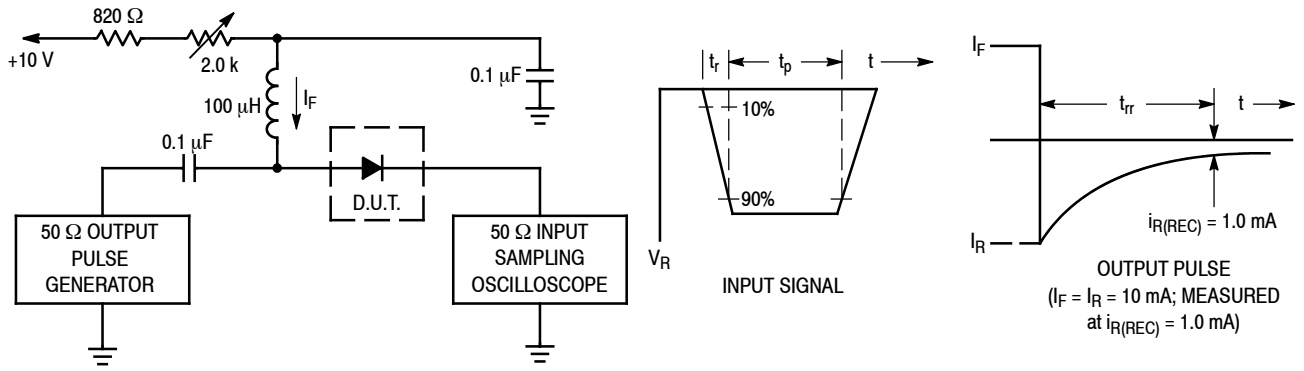 820 Ω
+10 V
2.0 k
100 μH
I_F
0.1 μF
0.1 μF
D.U.T.
50 Ω OUTPUT
PULSE
GENERATOR
50 Ω INPUT
SAMPLING
OSCILLOSCOPE
t_r
t_p
t
10%
90%
V_R
INPUT SIGNAL
I_F
t_rr
t
I_R
i_R(REC) = 1.0 mA
OUTPUT PULSE
(I_F = I_R = 10 mA; MEASURED
at i_R(REC) = 1.0 mA)